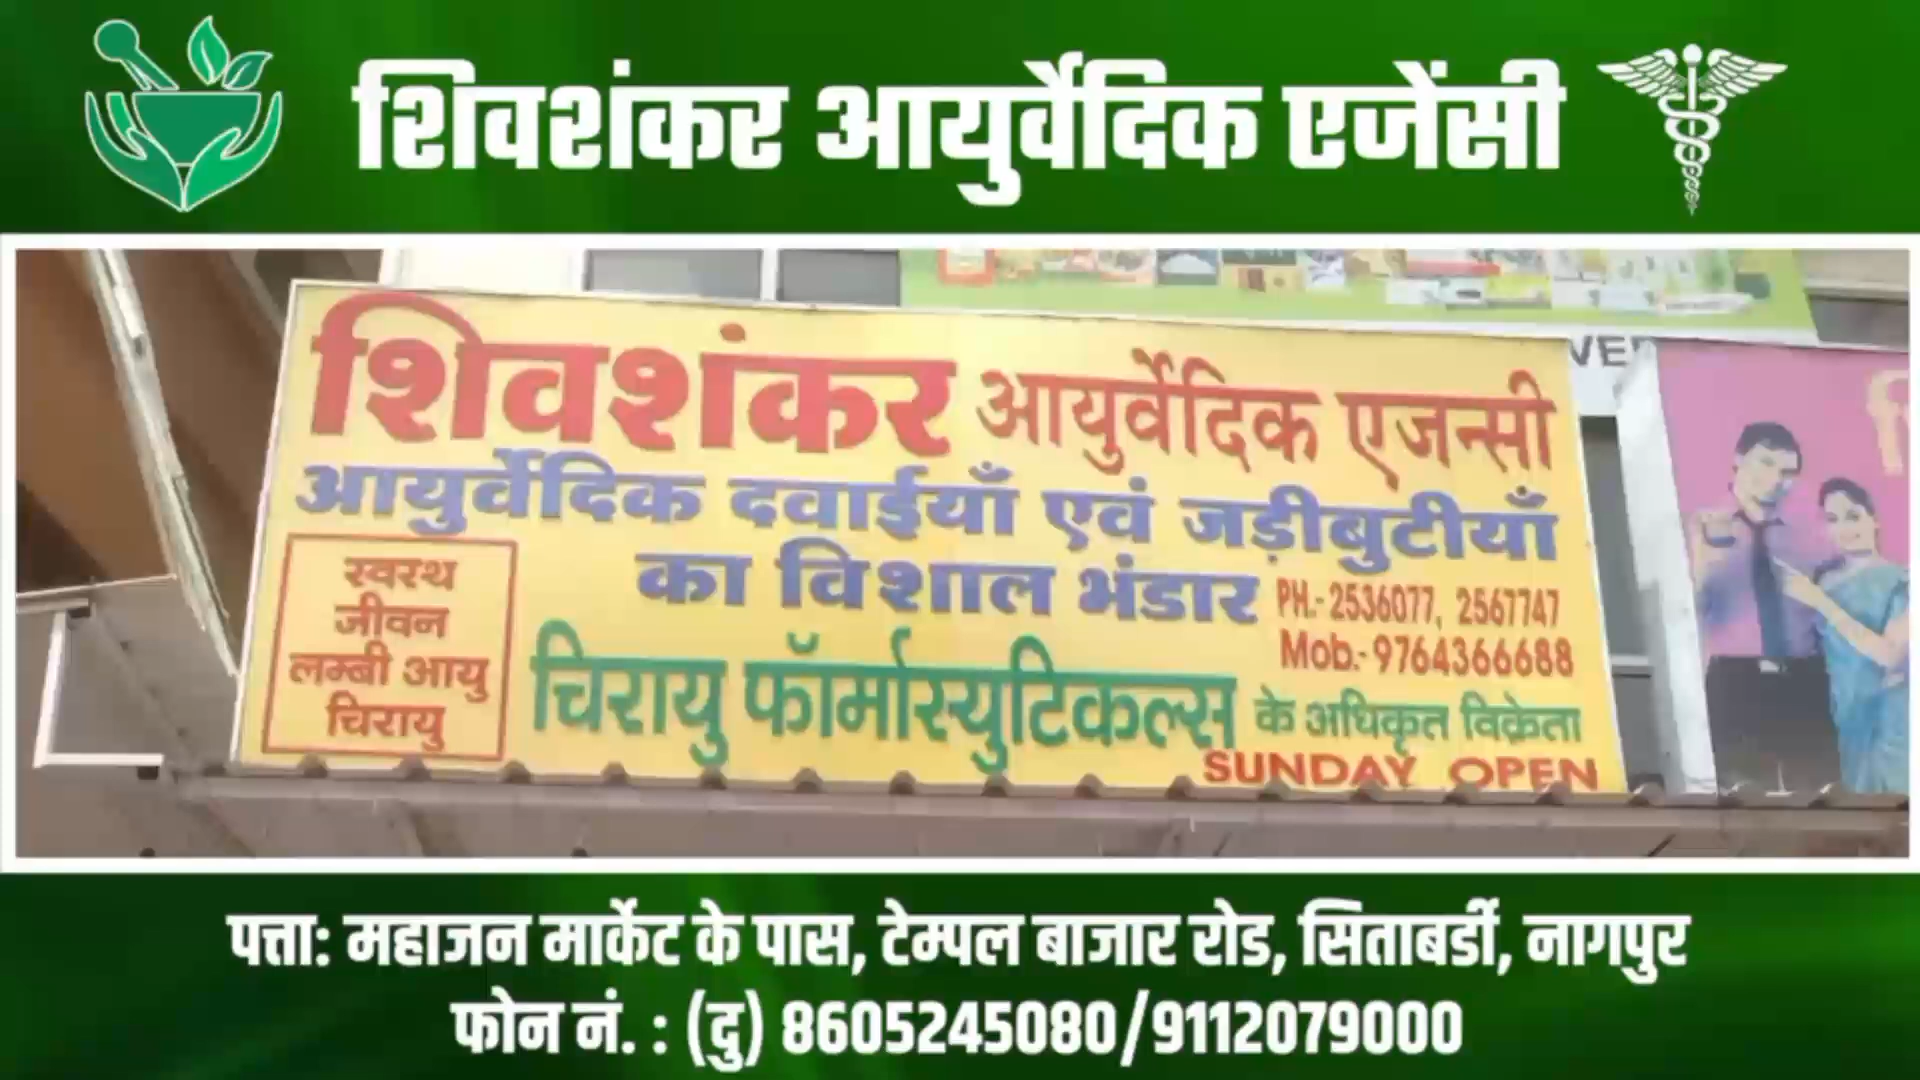 शिवशंकर आयुर्वेदिक एजेंसी
VE
शिवशंकर आयुर्वेदिक एजन्सी
आयुर्वेदिक दवाईयाँ एवं जड़ीबुटीयाँ
का विशाल भंडार
PH.- 2536077, 2567747
Mob.- 9764366688
स्वस्थ
जीवन
लम्बी आयु
चिरायु
चिरायु फॉर्मास्युटिकल्स के अधिकृत विक्रेता
SUNDAY OPEN
पत्ता: महाजन मार्केट के पास, टेम्पल बाजार रोड, सिताबर्डी, नागपुर
फोन नं. : (दु) 8605245080/9112079000